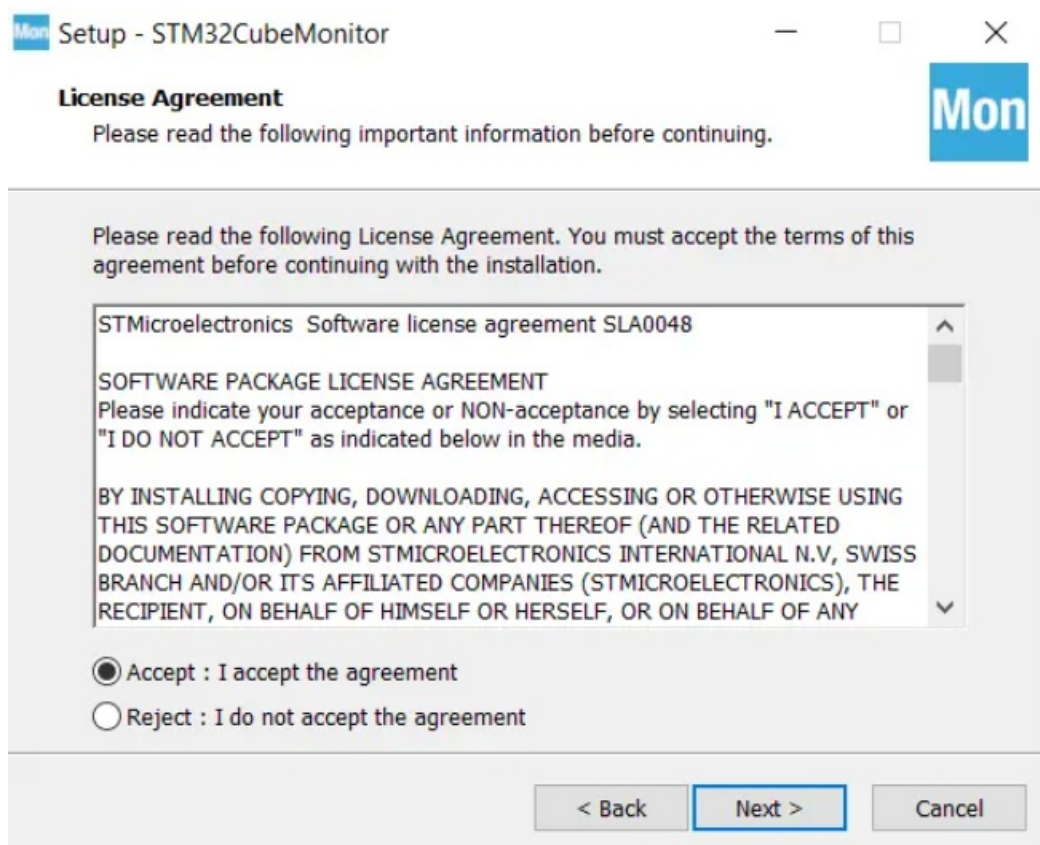 Mon Setup - STM32CubeMonitor
License Agreement
Please read the following important information before continuing.
Mon
Please read the following License Agreement. You must accept the terms of this
agreement before continuing with the installation.
STMicroelectronics  Software license agreement SLA0048
SOFTWARE PACKAGE LICENSE AGREEMENT
Please indicate your acceptance or NON-acceptance by selecting "I ACCEPT" or
"I DO NOT ACCEPT" as indicated below in the media.
BY INSTALLING COPYING, DOWNLOADING, ACCESSING OR OTHERWISE USING
THIS SOFTWARE PACKAGE OR ANY PART THEREOF (AND THE RELATED
DOCUMENTATION) FROM STMICROELECTRONICS INTERNATIONAL N.V, SWISS
BRANCH AND/OR ITS AFFILIATED COMPANIES (STMICROELECTRONICS), THE
RECIPIENT, ON BEHALF OF HIMSELF OR HERSELF, OR ON BEHALF OF ANY
Accept : I accept the agreement
Reject : I do not accept the agreement
< Back Next > Cancel